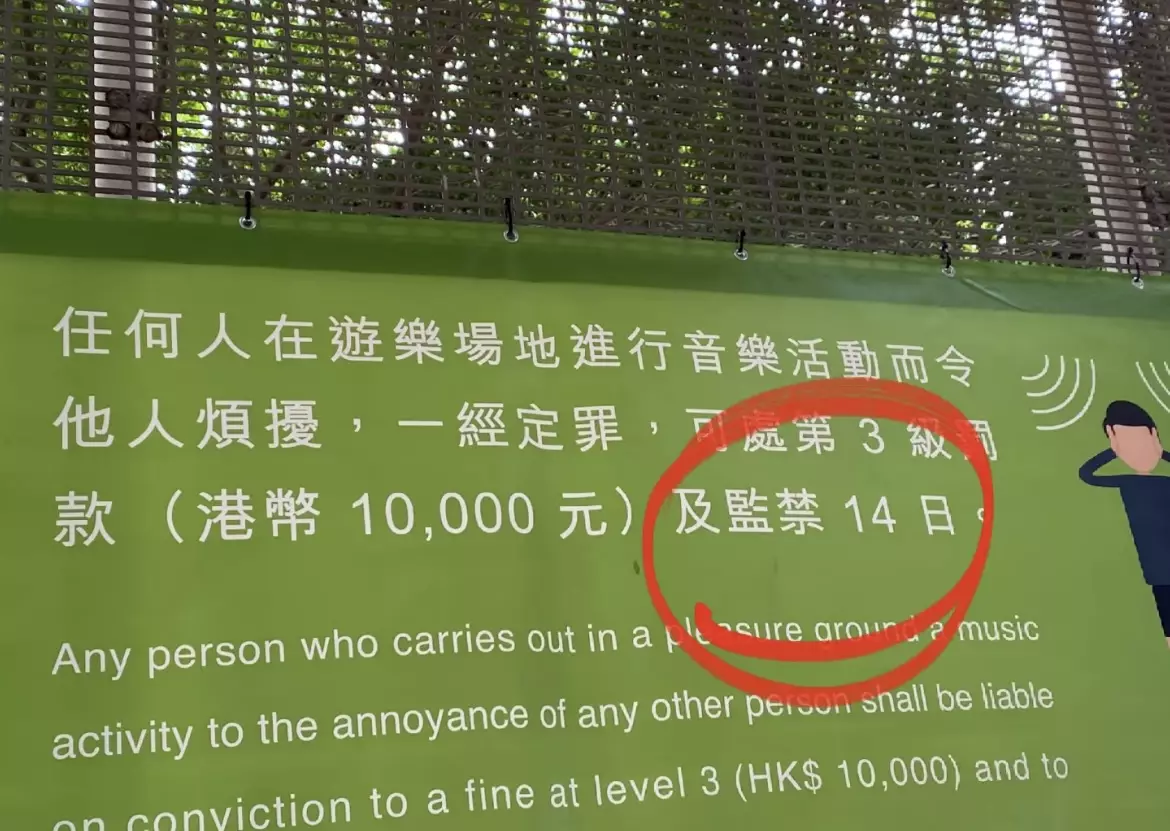 任何人在遊樂場地進行音樂活動而令
他人煩擾，一經定罪，可處第 3 級罰
款（港幣 10,000 元）及監禁 14 日。
Any person who carries out in a pleasure ground a music
activity to the annoyance of any other person shall be liable
on conviction to a fine at level 3 (HK$ 10,000) and to